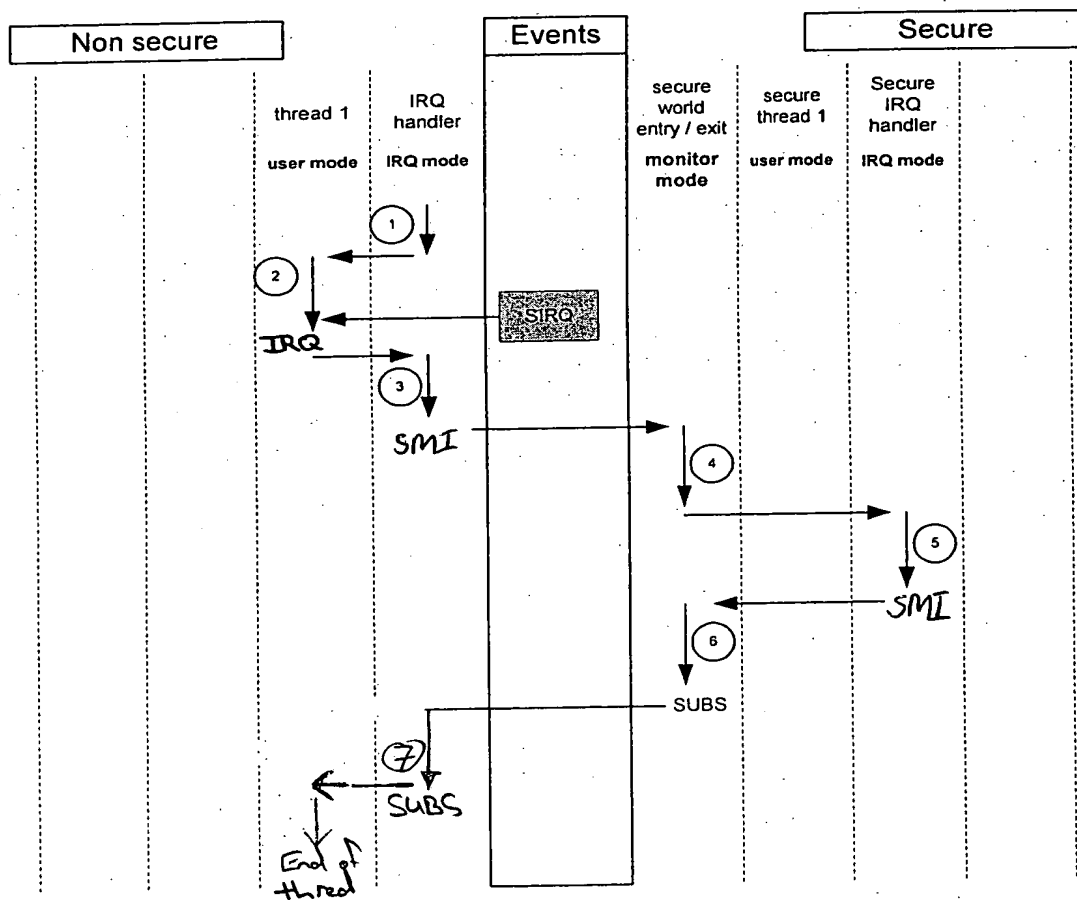 Non secure
Events
Secure
thread 1
user mode
IRQ
handler
IRQ mode
secure
world
entry / exit
monitor
mode
secure
thread 1
user mode
Secure
IRQ
handler
IRQ mode
1
2
SIRQ
IRQ
3
SMI
4
5
SMI
6
SUBS
7
SUBS
End of
thred